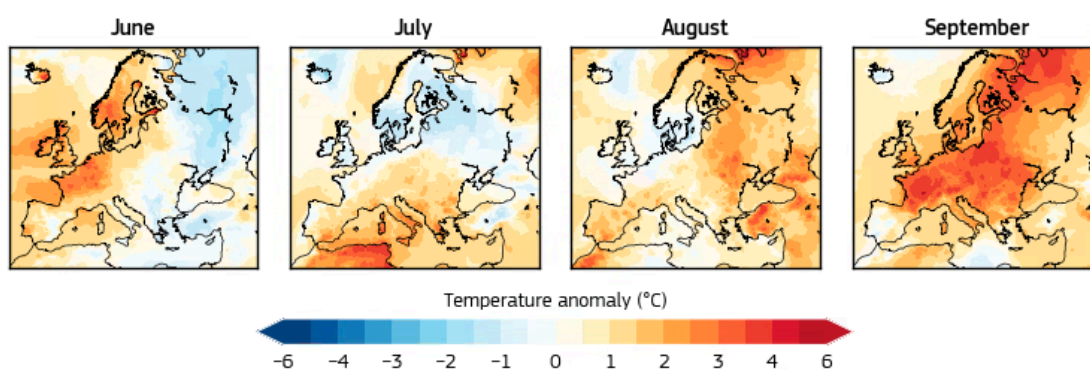 June July August September
Temperature anomaly (°C)
−6 −4 −3 −2 −1 0 1 2 3 4 6